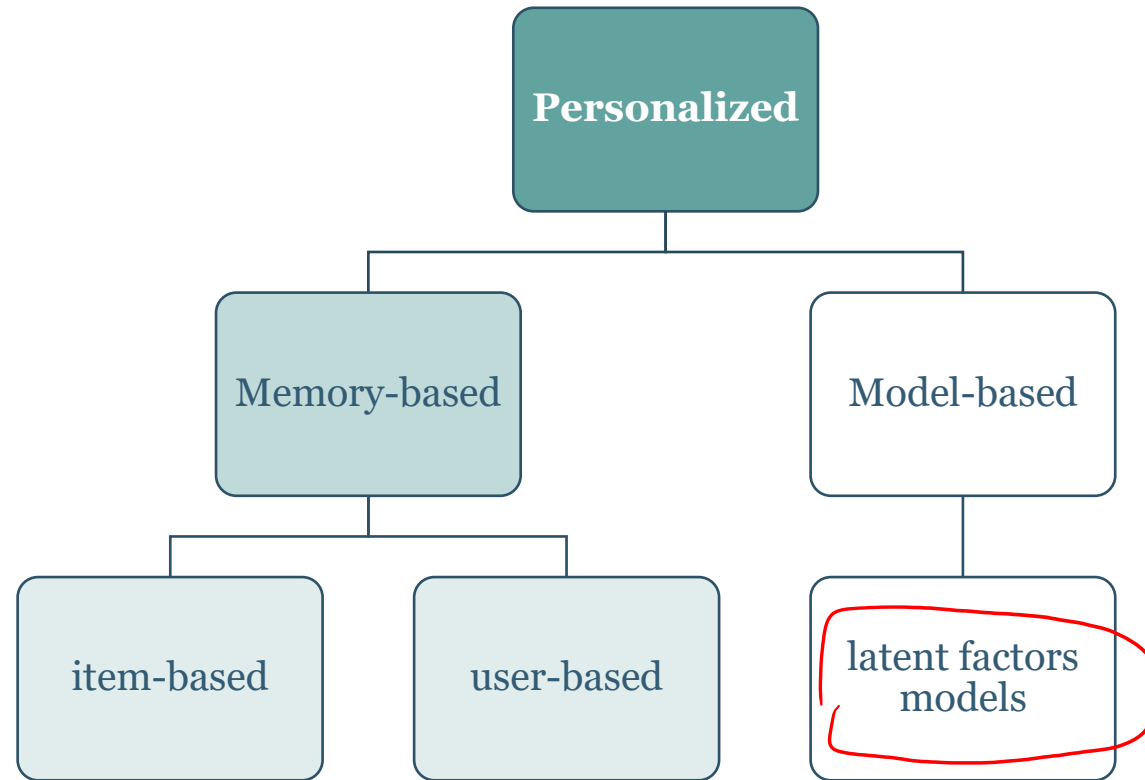 Personalized
Memory-based
Model-based
item-based
user-based
latent factors
models